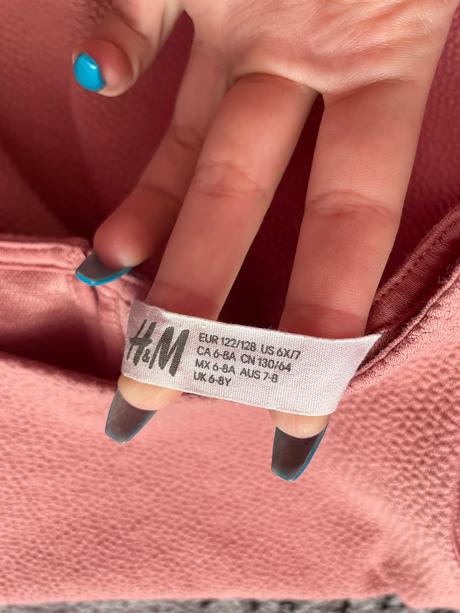 H&M
EUR 122/128 US 6X/7
CA 6-8A CN 130/64
MX 6-8A AUS 7-8
UK 6-8Y